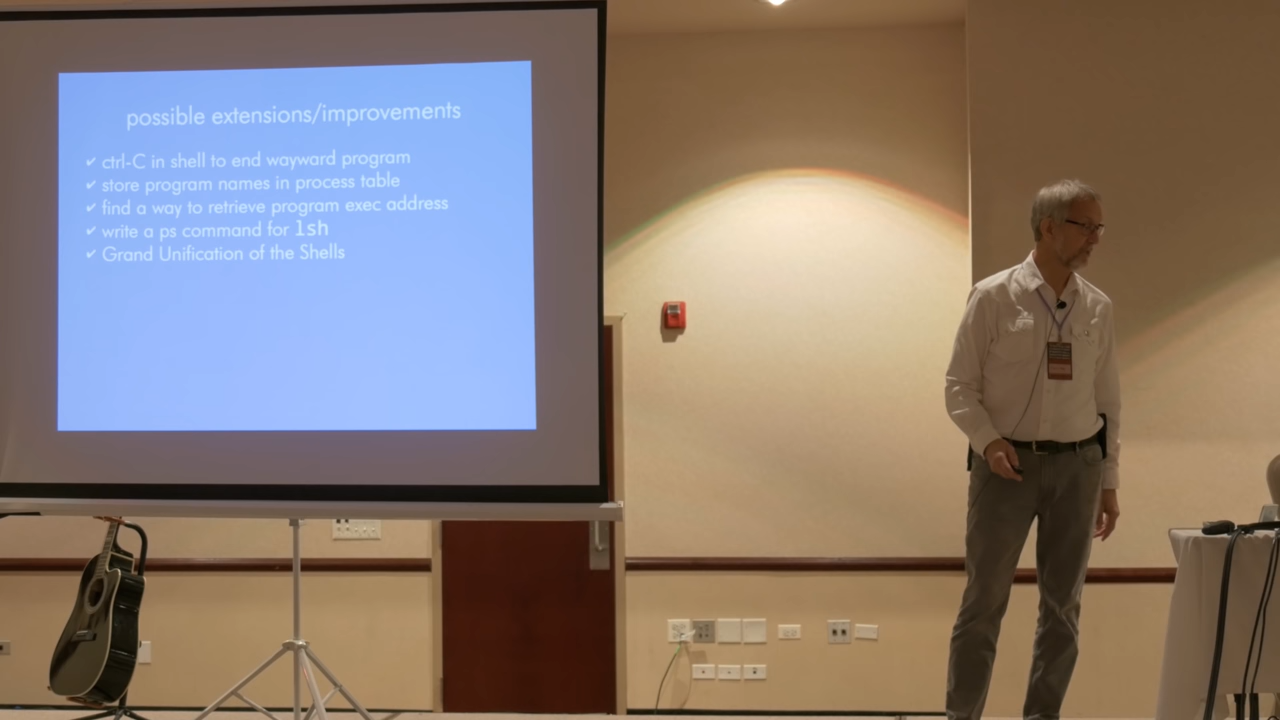 possible extensions/improvements
✔ ctrl-C in shell to end wayward program
✔ store program names in process table
✔ find a way to retrieve program exec address
✔ write a ps command for lsh
✔ Grand Unification of the Shells